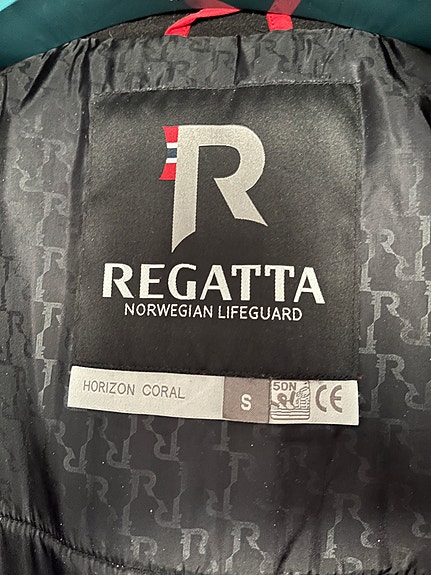 R
REGATTA
NORWEGIAN LIFEGUARD
HORIZON CORAL
S
50N
CE